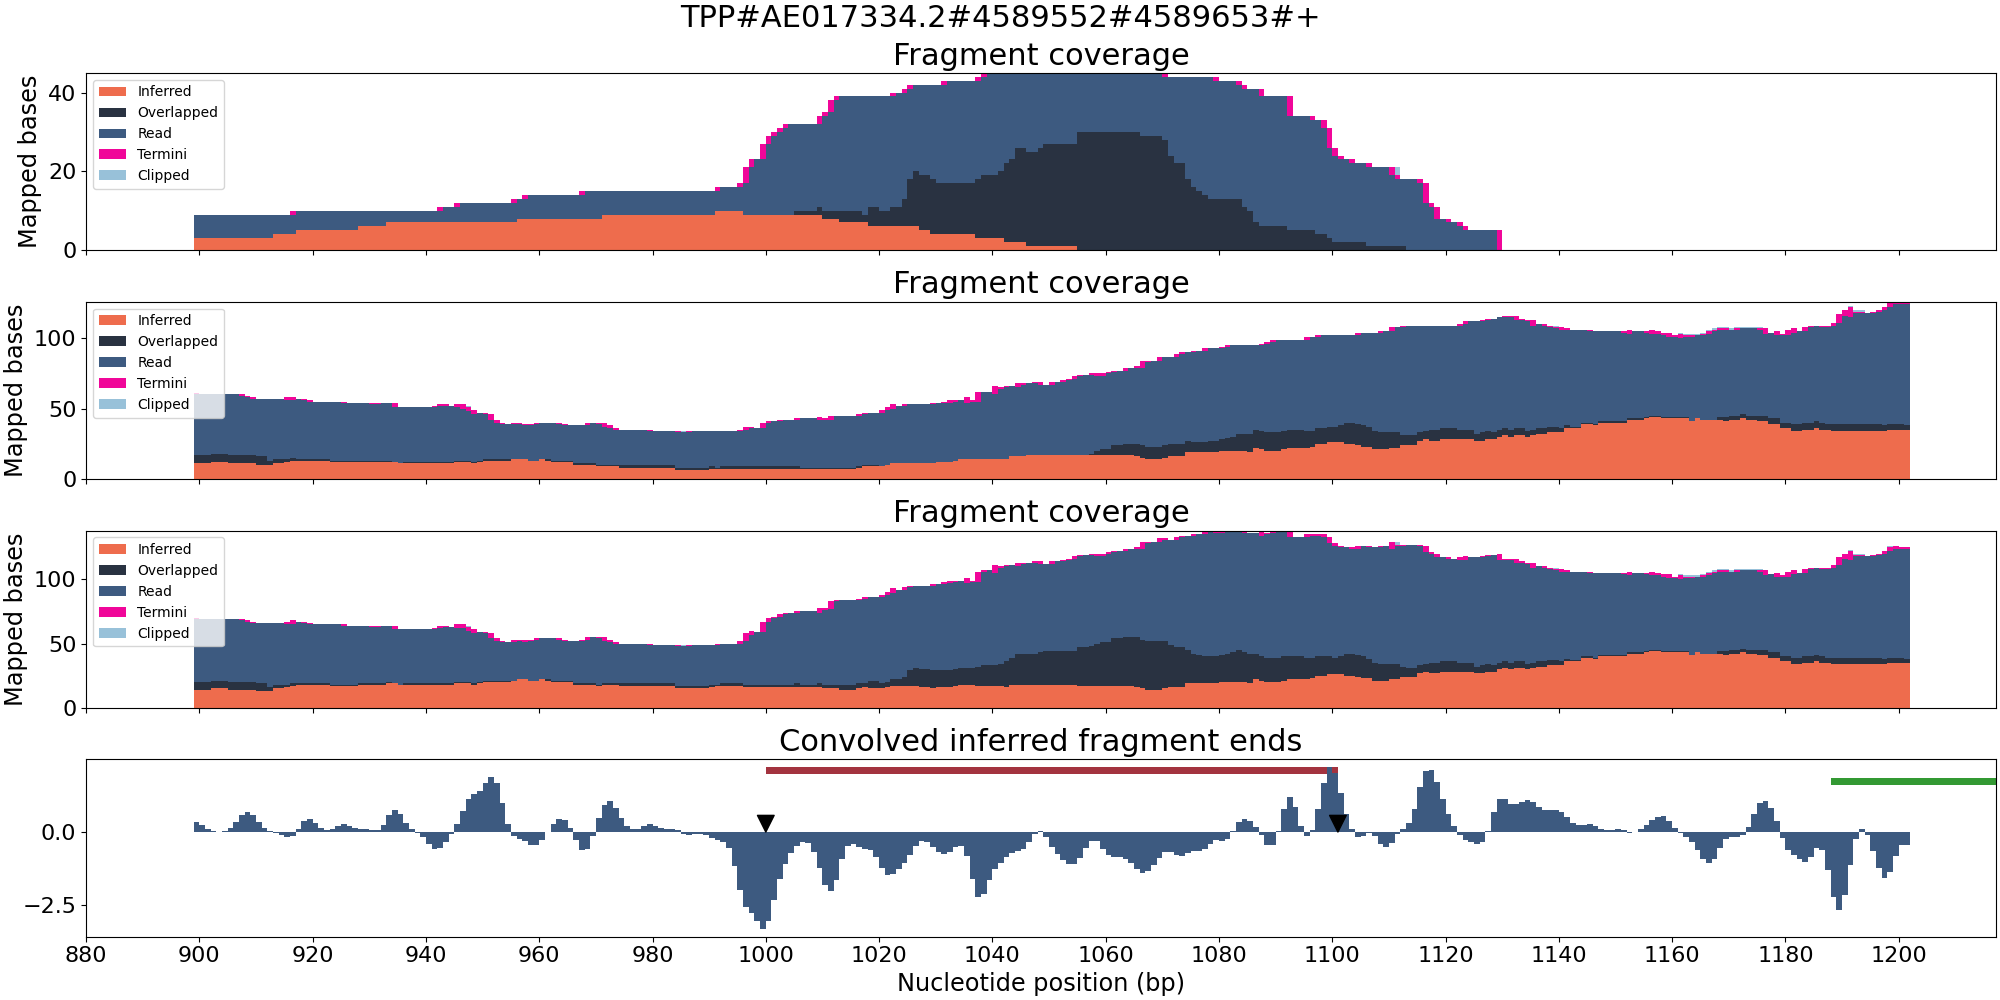 TPP#AE017334.2#4589552#4589653#+
Fragment coverage
Mapped bases
40
20
0
Inferred
Overlapped
Read
Termini
Clipped
Fragment coverage
Mapped bases
100
50
0
Inferred
Overlapped
Read
Termini
Clipped
Fragment coverage
Mapped bases
100
50
0
Inferred
Overlapped
Read
Termini
Clipped
Convolved inferred fragment ends
0.0
−2.5
880 900 920 940 960 980 1000 1020 1040 1060 1080 1100 1120 1140 1160 1180 1200
Nucleotide position (bp)